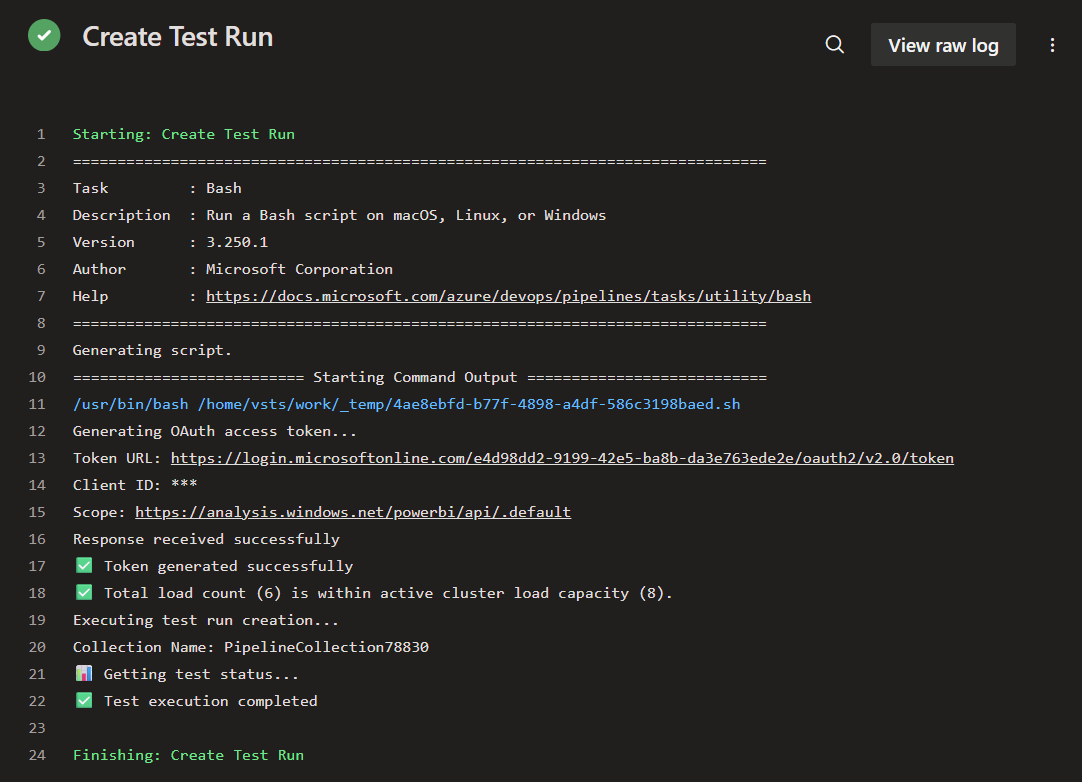 Create Test Run
View raw log
1 Starting: Create Test Run
2 ==============================================================================
3 Task         : Bash
4 Description  : Run a Bash script on macOS, Linux, or Windows
5 Version      : 3.250.1
6 Author       : Microsoft Corporation
7 Help         : https://docs.microsoft.com/azure/devops/pipelines/tasks/utility/bash
8 ==============================================================================
9 Generating script.
10 ========================== Starting Command Output ===========================
11 /usr/bin/bash /home/vsts/work/_temp/4ae8ebfd-b77f-4898-a4df-586c3198baed.sh
12 Generating OAuth access token...
13 Token URL: https://login.microsoftonline.com/e4d98dd2-9199-42e5-ba8b-da3e763ede2e/oauth2/v2.0/token
14 Client ID: ***
15 Scope: https://analysis.windows.net/powerbi/api/.default
16 Response received successfully
17 ✅ Token generated successfully
18 ✅ Total load count (6) is within active cluster load capacity (8).
19 Executing test run creation...
20 Collection Name: PipelineCollection78830
21 📊 Getting test status...
22 ✅ Test execution completed
23
24 Finishing: Create Test Run